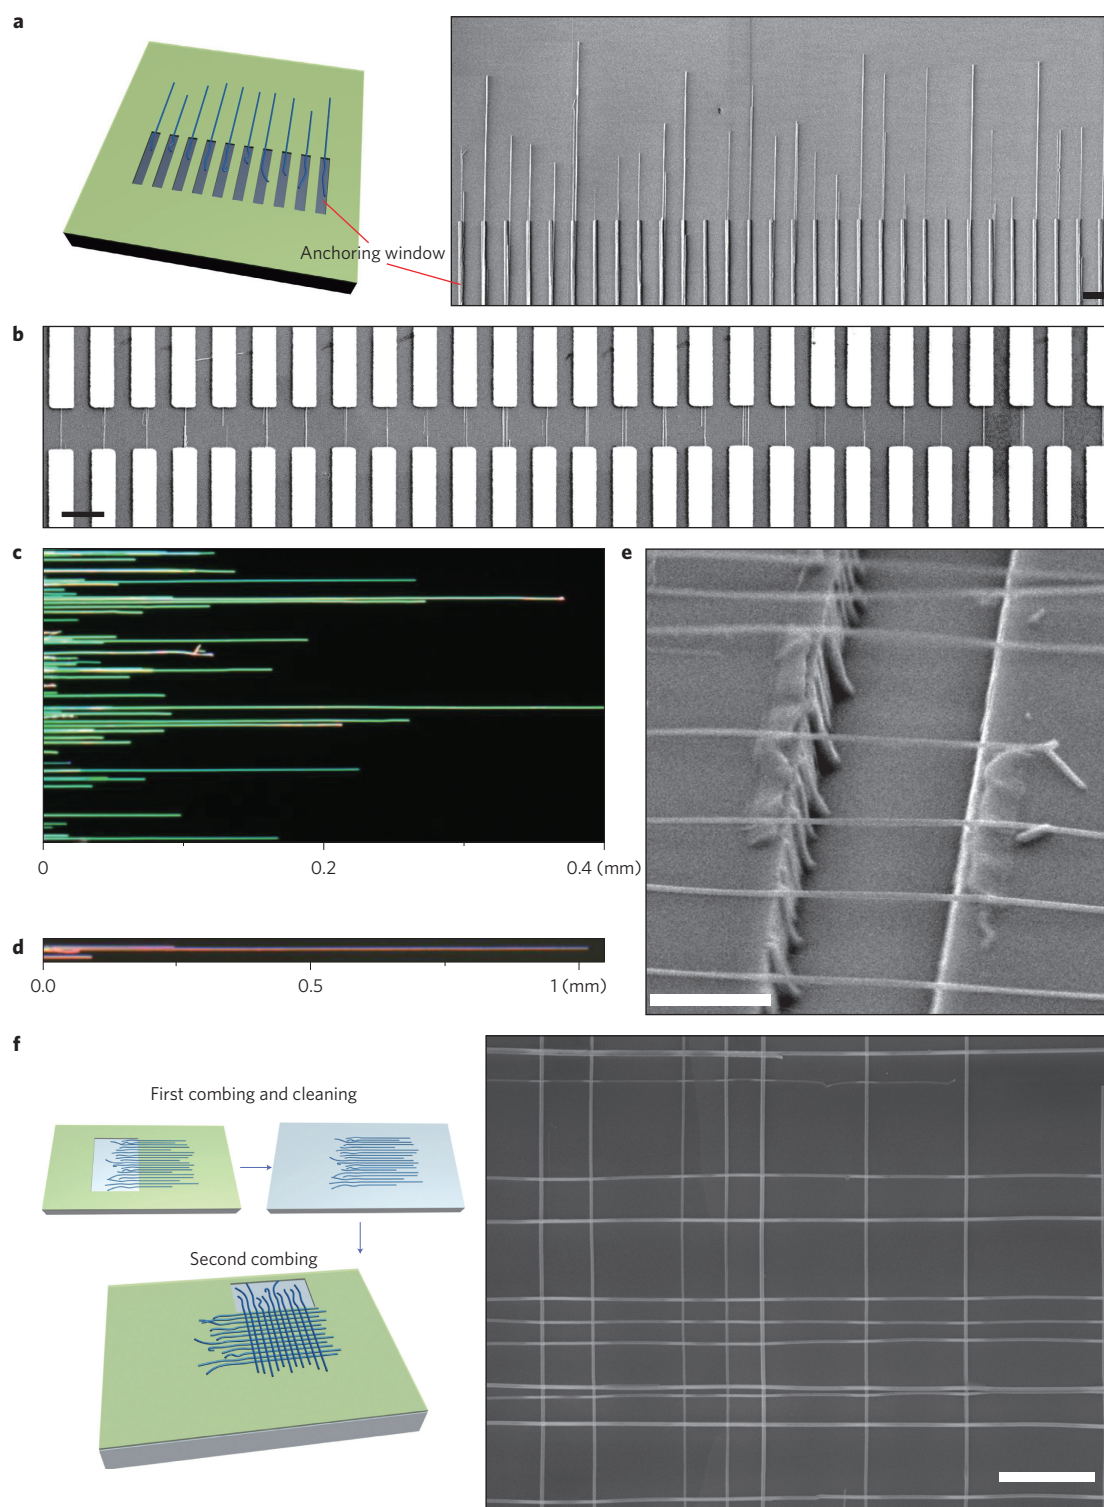 a
Anchoring window
b
c
0
0.2
0.4 (mm)
d
0.0
0.5
1 (mm)
e
f
First combing and cleaning
Second combing